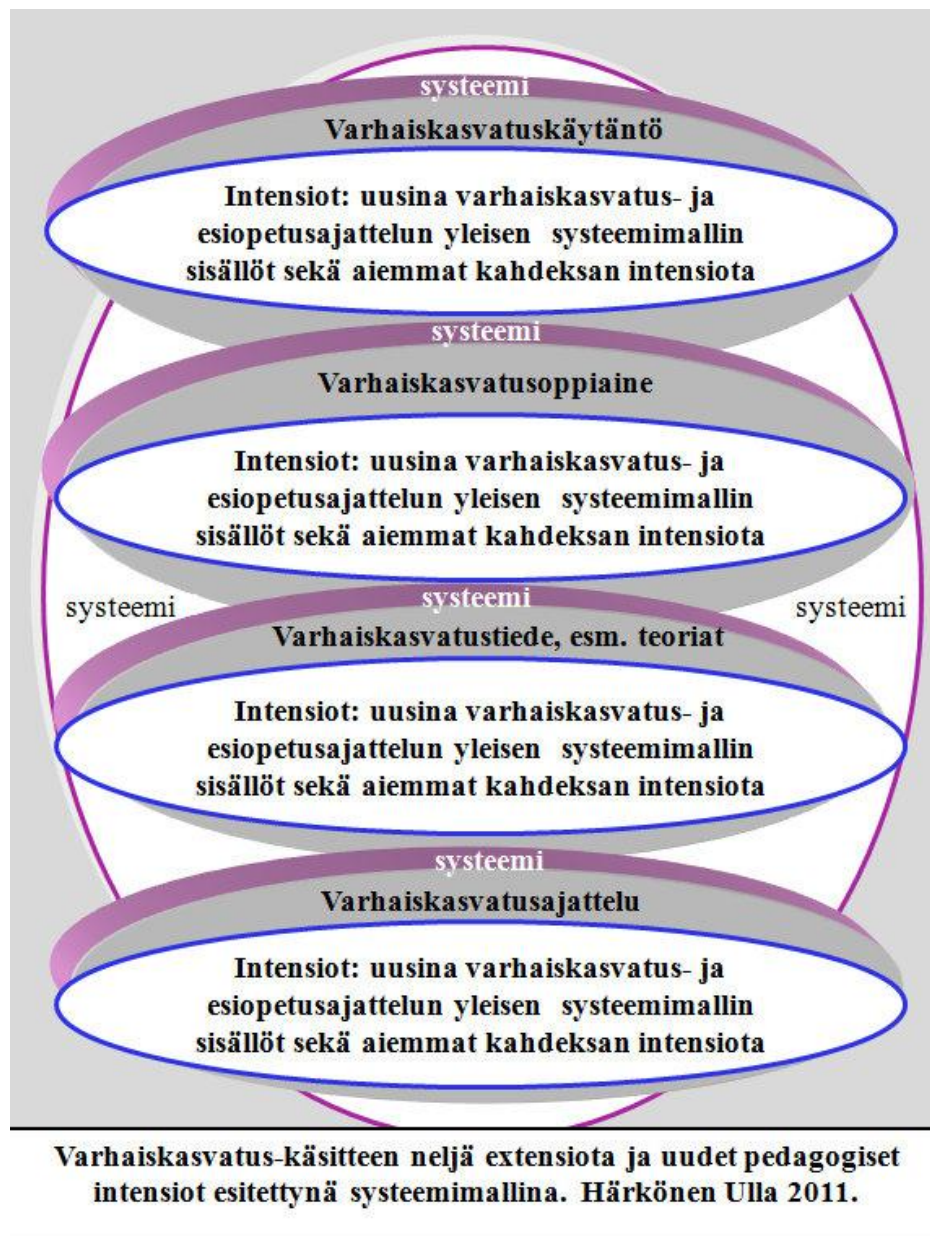 systeemi
Varhaiskasvatuskäytäntö
Intensiot: uusina varhaiskasvatus- ja
esiopetusajattelun yleisen systeemimallin
sisällöt sekä aiemmat kahdeksan intensiota
systeemi
Varhaiskasvatusoppiaine
Intensiot: uusina varhaiskasvatus- ja
esiopetusajattelun yleisen systeemimallin
sisällöt sekä aiemmat kahdeksan intensiota
systeemi
systeemi
systeemi
Varhaiskasvatustiede, esm. teoriat
Intensiot: uusina varhaiskasvatus- ja
esiopetusajattelun yleisen systeemimallin
sisällöt sekä aiemmat kahdeksan intensiota
systeemi
Varhaiskasvatusajattelu
Intensiot: uusina varhaiskasvatus- ja
esiopetusajattelun yleisen systeemimallin
sisällöt sekä aiemmat kahdeksan intensiota
Varhaiskasvatus-käsitteen neljä extensiota ja uudet pedagogiset
intensiot esitettynä systeemimallina. Härkönen Ulla 2011.